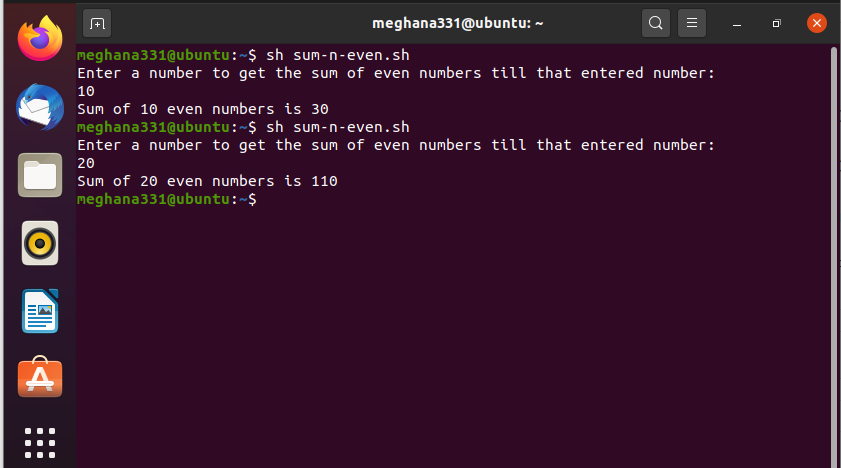 meghana331@ubuntu: ~
meghana331@ubuntu:~$ sh sum-n-even.sh
Enter a number to get the sum of even numbers till that entered number:
10
Sum of 10 even numbers is 30
meghana331@ubuntu:~$ sh sum-n-even.sh
Enter a number to get the sum of even numbers till that entered number:
20
Sum of 20 even numbers is 110
meghana331@ubuntu:~$